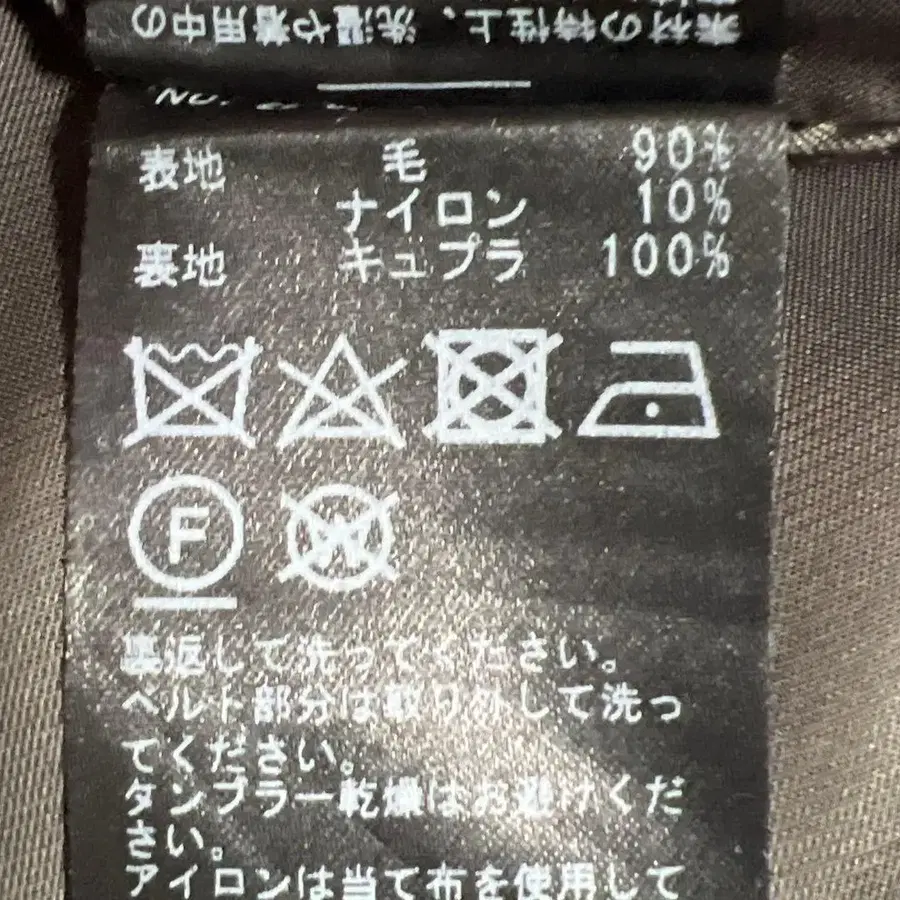 素材の特性上、洗濯や着用中の
表地 毛 90%
ナイロン 10%
裏地 キュプラ 100%
F
W
裏返して洗ってください。
ベルト部分は取り外して洗っ
てください。
タンブラー乾燥はお避けくだ
さい。
アイロンは当て布を使用して